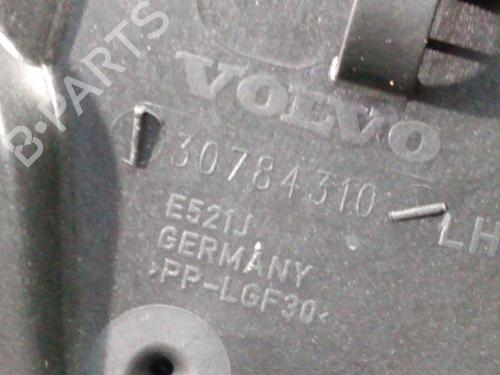 B-PARTS
VOLVO
30784310
LH
E521J
GERMANY
>PP-LGF30<